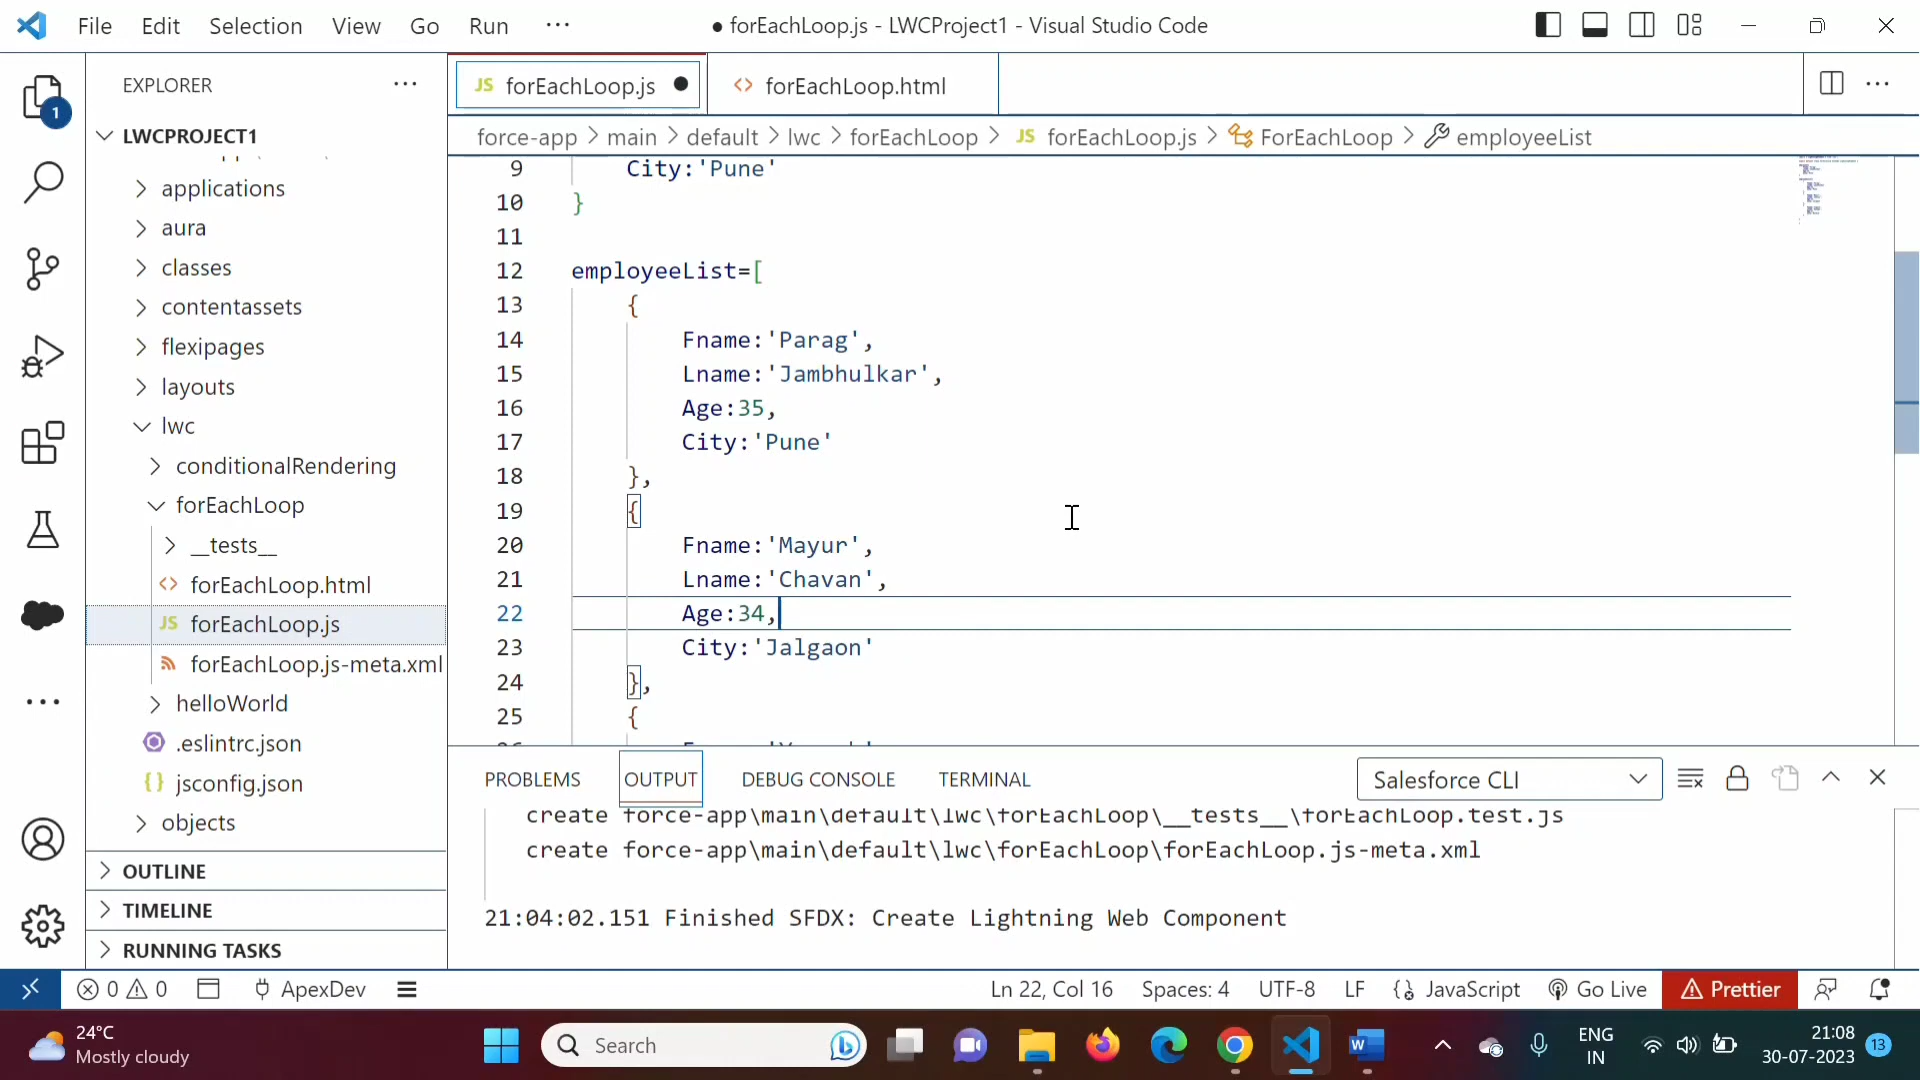 File Edit Selection View Go Run ··· ● forEachLoop.js - LWCProject1 - Visual Studio Code
EXPLORER ···
JS forEachLoop.js ● <> forEachLoop.html
force-app > main > default > lwc > forEachLoop > JS forEachLoop.js > ForEachLoop > employeeList
1
LWCPROJECT1
applications
aura
classes
contentassets
flexipages
layouts
lwc
conditionalRendering
forEachLoop
__tests__
<> forEachLoop.html
JS forEachLoop.js
forEachLoop.js-meta.xml
helloWorld
.eslintrc.json
{} jsconfig.json
objects
OUTLINE
TIMELINE
RUNNING TASKS
9 City:'Pune'
10 }
11
12 employeeList=[
13 {
14 Fname:'Parag',
15 Lname:'Jambhulkar',
16 Age:35,
17 City:'Pune'
18 },
19 {
20 Fname:'Mayur',
21 Lname:'Chavan',
22 Age:34,
23 City:'Jalgaon'
24 },
25 {
PROBLEMS OUTPUT DEBUG CONSOLE TERMINAL Salesforce CLI
create force-app\main\default\lwc\forEachLoop\__tests__\forEachLoop.test.js
create force-app\main\default\lwc\forEachLoop\forEachLoop.js-meta.xml
21:04:02.151 Finished SFDX: Create Lightning Web Component
0 0 ApexDev Ln 22, Col 16 Spaces: 4 UTF-8 LF JavaScript Go Live Prettier
24°C
Mostly cloudy
Search
ENG
IN
21:08
30-07-2023
13